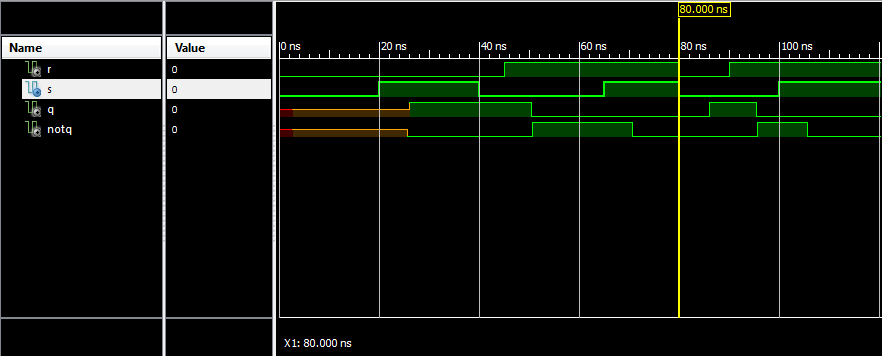 80.000 ns
Name Value
0 ns 20 ns 40 ns 60 ns 80 ns 100 ns
r 0
s 0
q 0
notq 0
X1: 80.000 ns